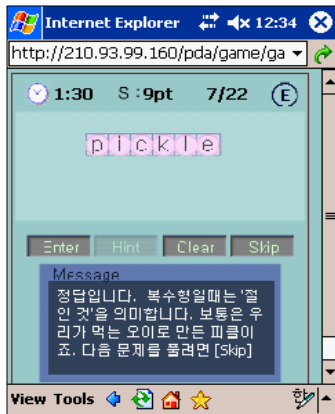 Internet Explorer 12:34
http://210.93.99.160/pda/game/ga
1:30 S:9pt 7/22 E
pickle
Enter Hint Clear Skip
Message
정답입니다. 복수형일때는 '절
인 것'을 의미합니다. 보통은 우
리가 먹는 오이로 만든 피클이
죠. 다음 문제를 풀려면 [Skip]
View Tools 한